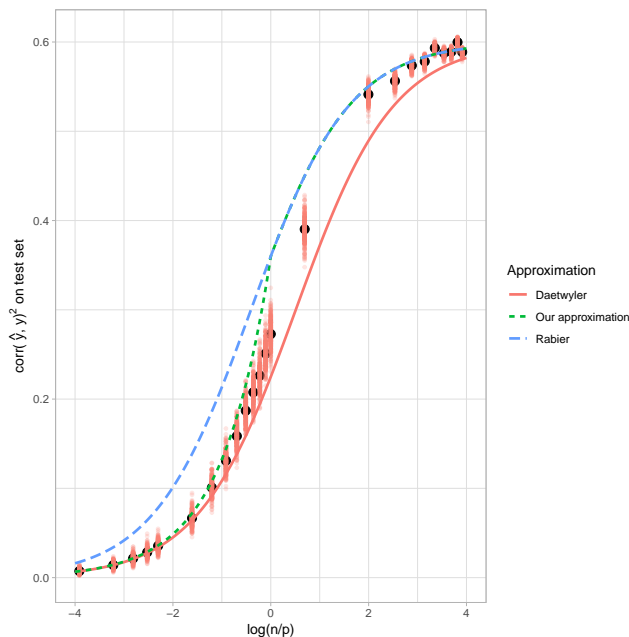 0.6
0.4
0.2
0.0
corr( ŷ, y)² on test set
−4
−2
0
2
4
log(n/p)
Approximation
Daetwyler
Our approximation
Rabier